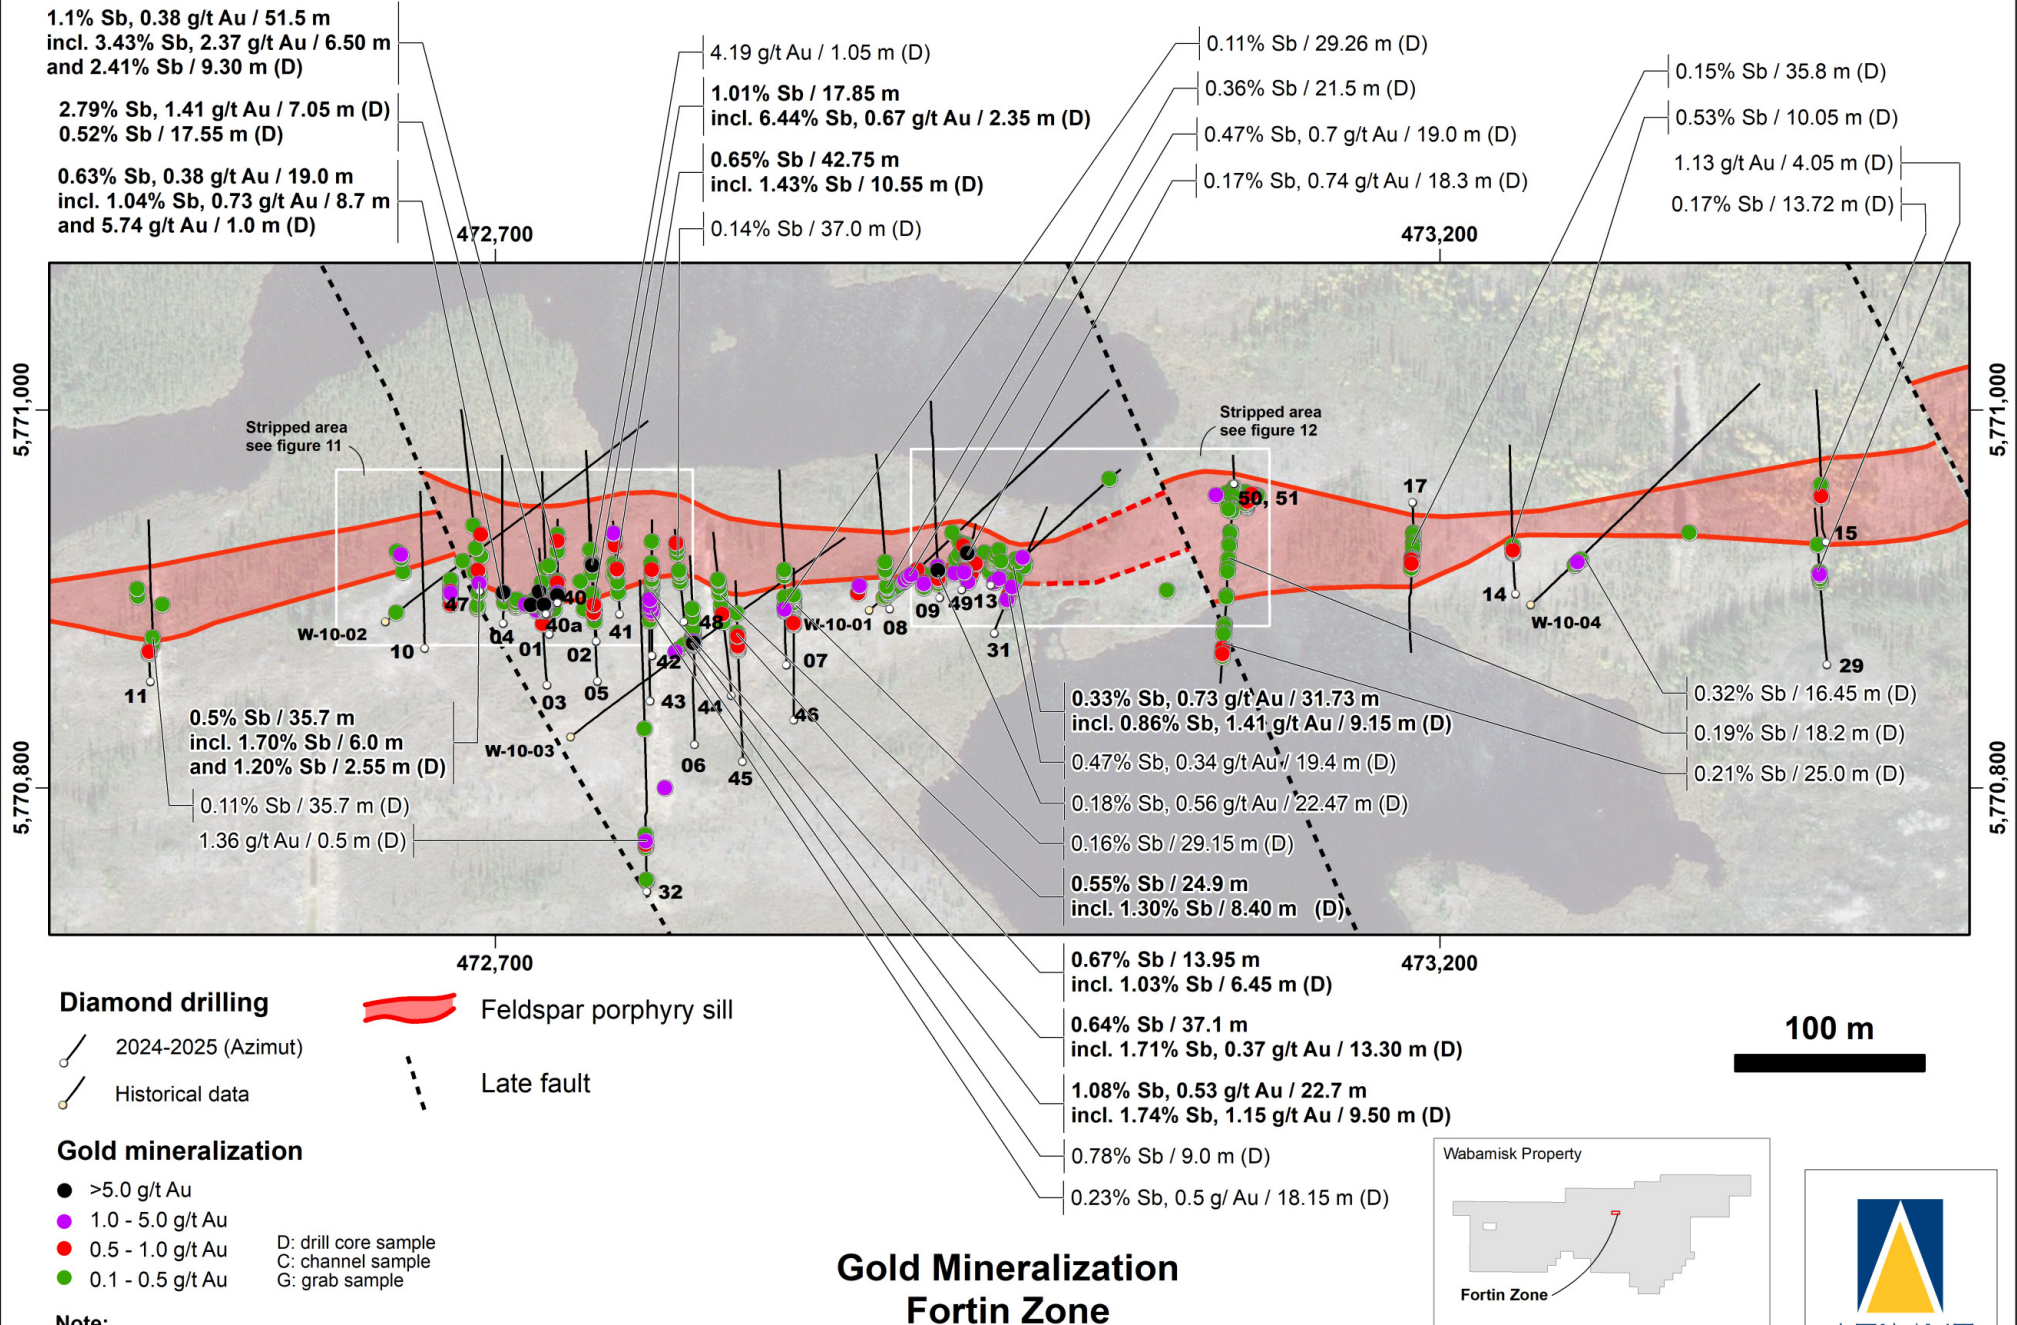 1.1% Sb, 0.38 g/t Au / 51.5 m
incl. 3.43% Sb, 2.37 g/t Au / 6.50 m
and 2.41% Sb / 9.30 m (D)
2.79% Sb, 1.41 g/t Au / 7.05 m (D)
0.52% Sb / 17.55 m (D)
0.63% Sb, 0.38 g/t Au / 19.0 m
incl. 1.04% Sb, 0.73 g/t Au / 8.7 m
and 5.74 g/t Au / 1.0 m (D)
4.19 g/t Au / 1.05 m (D)
1.01% Sb / 17.85 m
incl. 6.44% Sb, 0.67 g/t Au / 2.35 m (D)
0.65% Sb / 42.75 m
incl. 1.43% Sb / 10.55 m (D)
0.14% Sb / 37.0 m (D)
0.11% Sb / 29.26 m (D)
0.36% Sb / 21.5 m (D)
0.47% Sb, 0.7 g/t Au / 19.0 m (D)
0.17% Sb, 0.74 g/t Au / 18.3 m (D)
0.15% Sb / 35.8 m (D)
0.53% Sb / 10.05 m (D)
1.13 g/t Au / 4.05 m (D)
0.17% Sb / 13.72 m (D)
472,700
473,200
5,771,000
5,771,000
Stripped area
see figure 11
Stripped area
see figure 12
W-10-02
10
11
47
04
01
40
40a
03
02
05
41
42
43
48
44
06
45
07
46
W-10-01
08
09
49
13
31
50, 51
17
14
W-10-04
15
29
W-10-03
32
0.5% Sb / 35.7 m
incl. 1.70% Sb / 6.0 m
and 1.20% Sb / 2.55 m (D)
0.11% Sb / 35.7 m (D)
1.36 g/t Au / 0.5 m (D)
0.33% Sb, 0.73 g/t Au / 31.73 m
incl. 0.86% Sb, 1.41 g/t Au / 9.15 m (D)
0.47% Sb, 0.34 g/t Au / 19.4 m (D)
0.18% Sb, 0.56 g/t Au / 22.47 m (D)
0.16% Sb / 29.15 m (D)
0.55% Sb / 24.9 m
incl. 1.30% Sb / 8.40 m (D)
0.32% Sb / 16.45 m (D)
0.19% Sb / 18.2 m (D)
0.21% Sb / 25.0 m (D)
5,770,800
5,770,800
472,700
473,200
0.67% Sb / 13.95 m
incl. 1.03% Sb / 6.45 m (D)
0.64% Sb / 37.1 m
incl. 1.71% Sb, 0.37 g/t Au / 13.30 m (D)
1.08% Sb, 0.53 g/t Au / 22.7 m
incl. 1.74% Sb, 1.15 g/t Au / 9.50 m (D)
0.78% Sb / 9.0 m (D)
0.23% Sb, 0.5 g/ Au / 18.15 m (D)
Diamond drilling
2024-2025 (Azimut)
Historical data
Feldspar porphyry sill
Late fault
Gold mineralization
>5.0 g/t Au
1.0 - 5.0 g/t Au
0.5 - 1.0 g/t Au
0.1 - 0.5 g/t Au
D: drill core sample
C: channel sample
G: grab sample
Note:
100 m
Gold Mineralization
Fortin Zone
Wabamisk Property
Fortin Zone